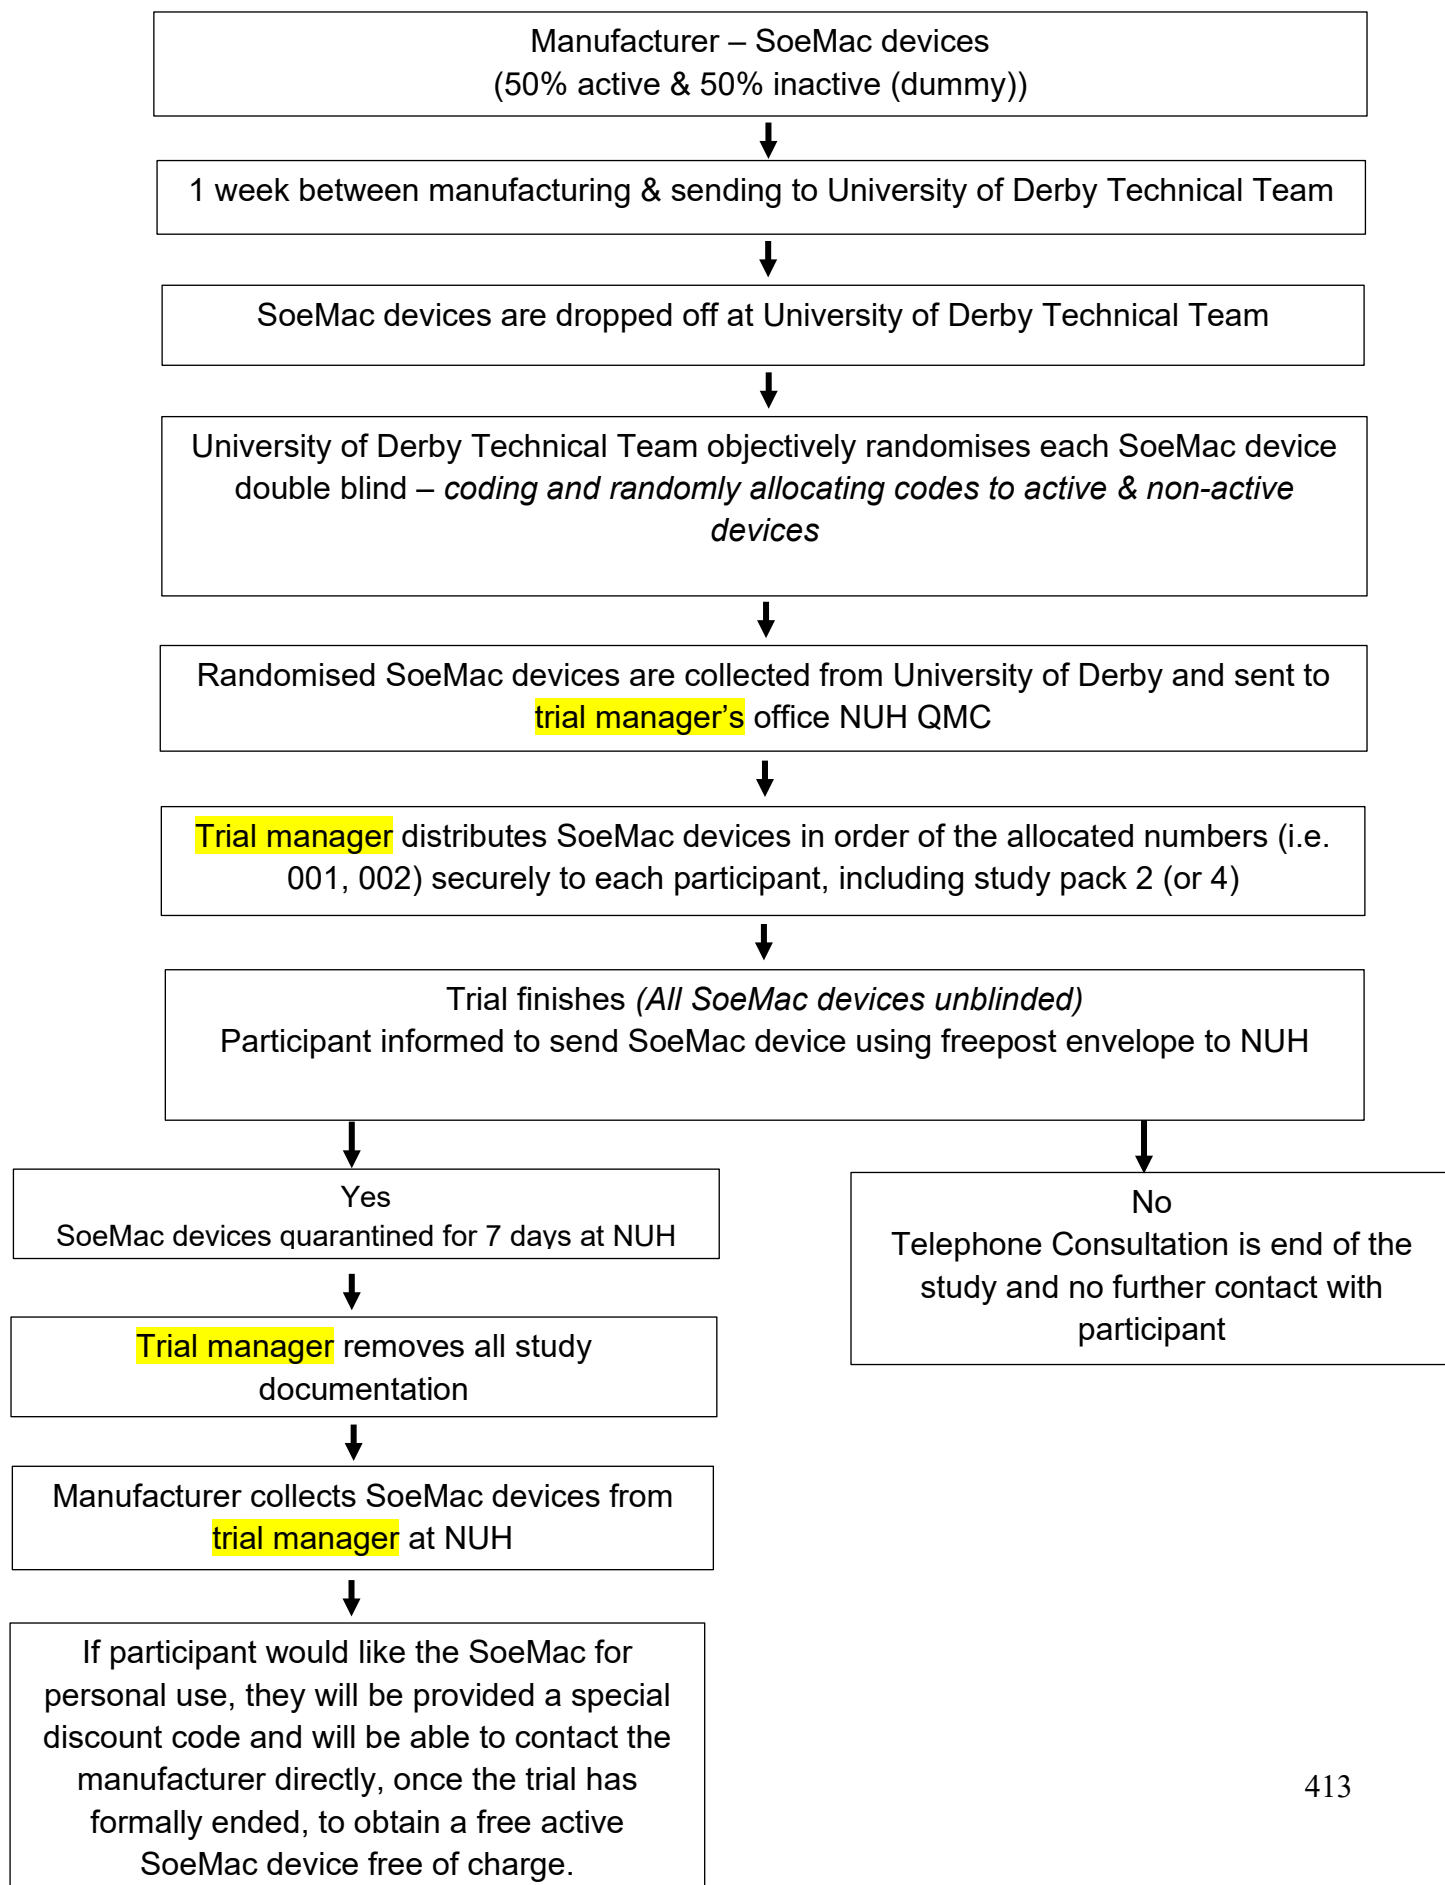 Manufacturer – SoeMac devices
(50% active & 50% inactive (dummy))
1 week between manufacturing & sending to University of Derby Technical Team
SoeMac devices are dropped off at University of Derby Technical Team
University of Derby Technical Team objectively randomises each SoeMac device
double blind – coding and randomly allocating codes to active & non-active
devices
Randomised SoeMac devices are collected from University of Derby and sent to
trial manager’s office NUH QMC
Trial manager distributes SoeMac devices in order of the allocated numbers (i.e.
001, 002) securely to each participant, including study pack 2 (or 4)
Trial finishes (All SoeMac devices unblinded)
Participant informed to send SoeMac device using freepost envelope to NUH
Yes
SoeMac devices quarantined for 7 days at NUH
No
Telephone Consultation is end of the
study and no further contact with
participant
Trial manager removes all study
documentation
Manufacturer collects SoeMac devices from
trial manager at NUH
If participant would like the SoeMac for
personal use, they will be provided a special
discount code and will be able to contact the
manufacturer directly, once the trial has
formally ended, to obtain a free active
SoeMac device free of charge.
413